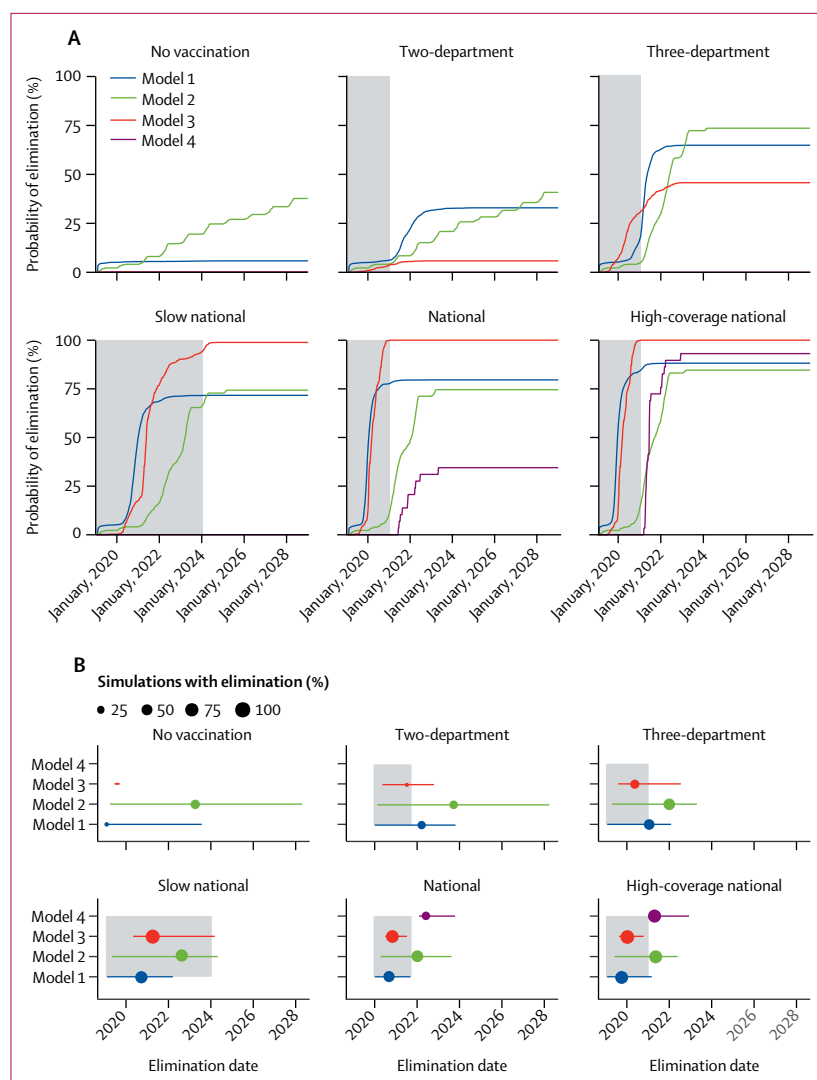 A
No vaccination
Two-department
Three-department
Probability of elimination (%)
100
75
50
25
0
Model 1
Model 2
Model 3
Model 4
Slow national
National
High-coverage national
Probability of elimination (%)
100
75
50
25
0
January, 2020
January, 2022
January, 2024
January, 2026
January, 2028
January, 2020
January, 2022
January, 2024
January, 2026
January, 2028
January, 2020
January, 2022
January, 2024
January, 2026
January, 2028
B
Simulations with elimination (%)
25 50 75 100
No vaccination
Two-department
Three-department
Model 4
Model 3
Model 2
Model 1
Slow national
National
High-coverage national
Model 4
Model 3
Model 2
Model 1
2020
2022
2024
2026
2028
2020
2022
2024
2026
2028
2020
2022
2024
2026
2028
Elimination date
Elimination date
Elimination date